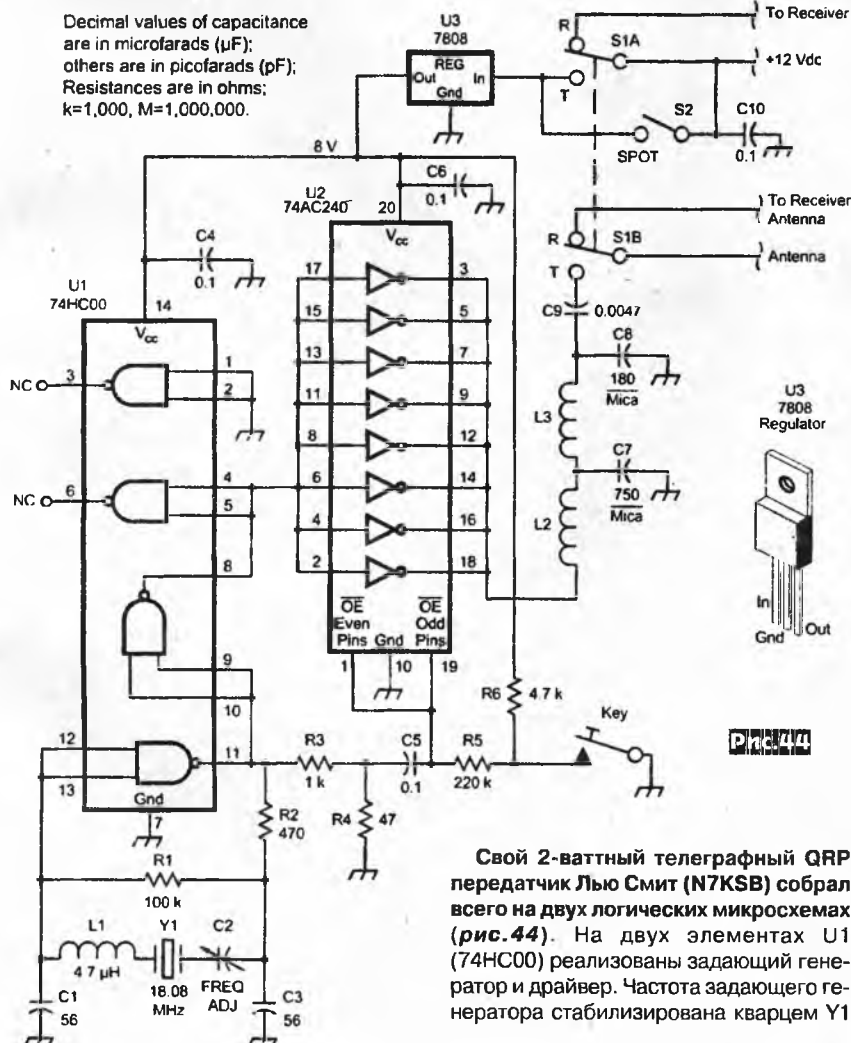 Decimal values of capacitance
are in microfarads (µF);
others are in picofarads (pF);
Resistances are in ohms;
k=1,000, M=1,000,000.
U3
7808
REG
Out
In
Gnd
R
S1A
T
To Receiver
+12 Vdc
S2
SPOT
C10
0.1
8 V
C6
0.1
U2
74AC240
20
Vcc
C4
0.1
U1
74HC00
14
Vcc
To Receiver
Antenna
R
S1B
T
Antenna
C9
0.0047
C8
180
Mica
L3
C7
750
Mica
L2
U3
7808
Regulator
In
Gnd
Out
NC
3
1
2
NC
6
4
5
8
9
10
12
13
11
Gnd
7
17
3
15
5
13
7
11
9
8
12
6
14
4
16
2
18
OE
Even
Pins
Gnd
OE
Odd
Pins
1
10
19
R6
4.7 k
Key
R3
1 k
C5
0.1
R5
220 k
R2
470
R4
47
R1
100 k
L1
4.7 µH
Y1
18.08
MHz
C2
FREQ
ADJ
C1
56
C3
56
Рис.44
Свой 2-ваттный телеграфный QRP
передатчик Лью Смит (N7KSB) собрал
всего на двух логических микросхемах
(рис.44). На двух элементах U1
(74HC00) реализованы задающий гене-
ратор и драйвер. Частота задающего ге-
нератора стабилизирована кварцем Y1